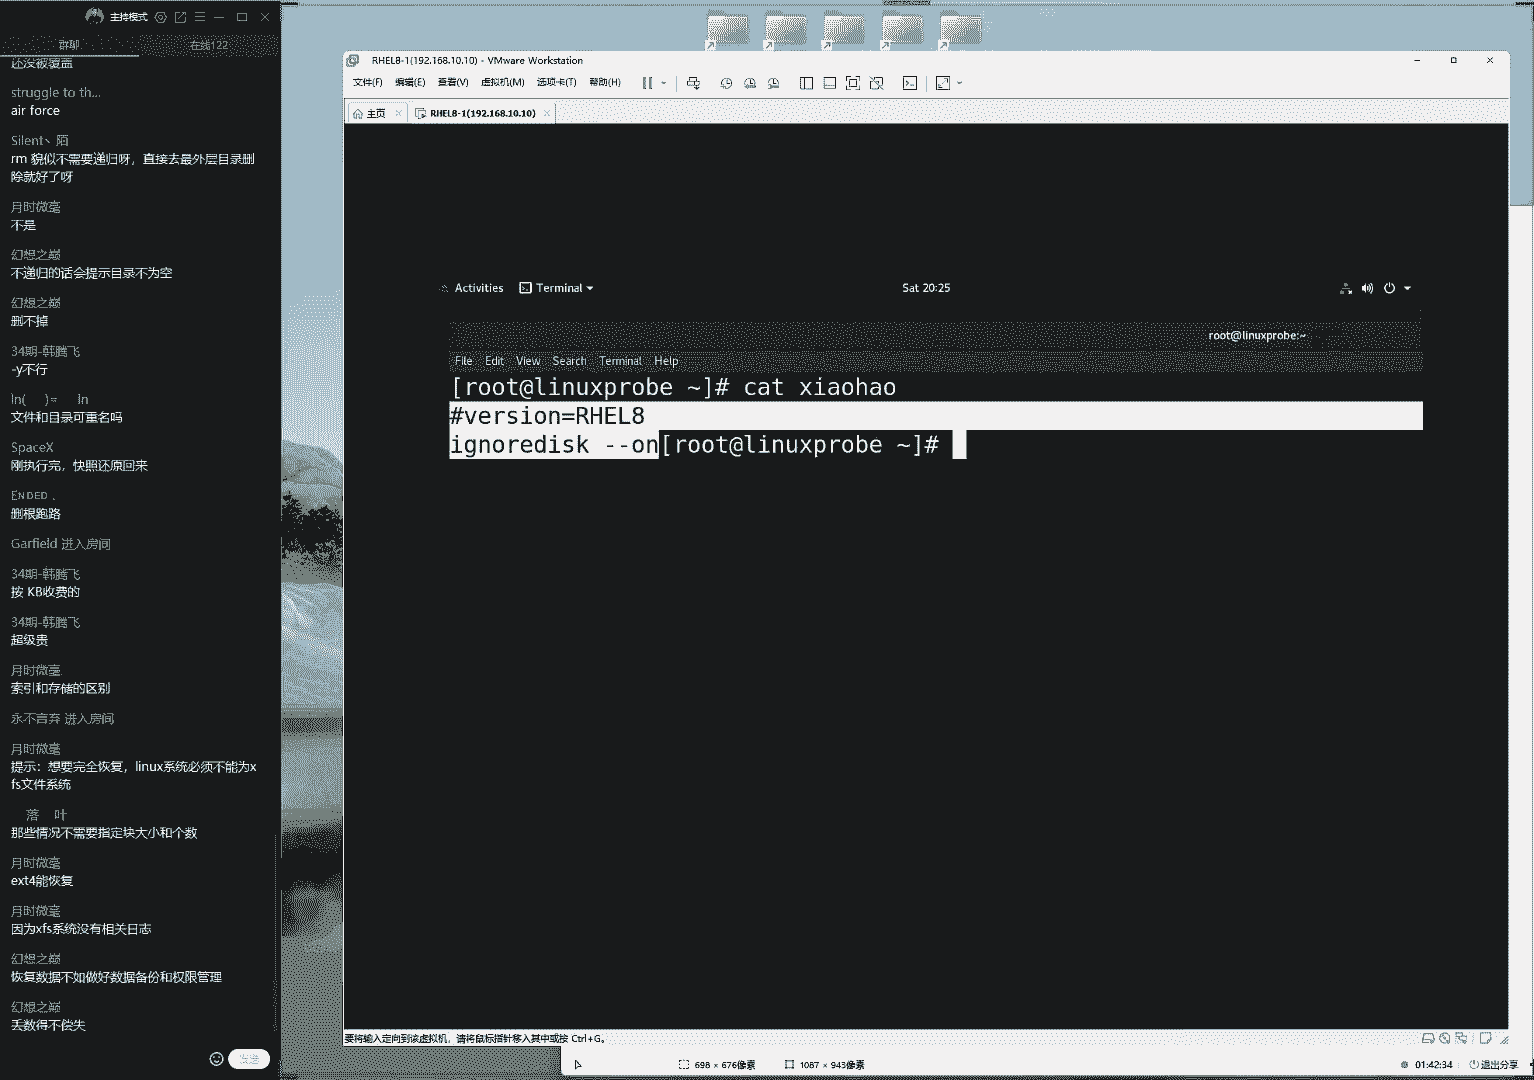 主持模式
群聊
在线122
还没被覆盖
struggle to th...
air force
Silent丶 陌
rm 貌似不需要递归呀，直接去最外层目录删
除就好了呀
月时微毫
不是
幻想之巅
不递归的话会提示目录不为空
幻想之巅
删不掉
34期-韩腾飞
-y不行
ln( )= ln
文件和目录可重名吗
SpaceX
刚执行完，快照还原回来
Eɴᴅᴇᴅ .
删根跑路
Garfield 进入房间
34期-韩腾飞
按 KB收费的
34期-韩腾飞
超级贵
月时微毫
索引和存储的区别
永不言弃 进入房间
月时微毫
提示：想要完全恢复，linux系统必须不能为x
fs文件系统
落 叶
那些情况不需要指定块大小和个数
月时微毫
ext4能恢复
月时微毫
因为xfs系统没有相关日志
幻想之巅
恢复数据不如做好数据备份和权限管理
幻想之巅
丢数得不偿失
发送
RHEL8-1(192.168.10.10) - VMware Workstation
文件(F) 编辑(E) 查看(V) 虚拟机(M) 选项卡(T) 帮助(H)
主页
RHEL8-1(192.168.10.10)
Activities Terminal Sat 20:25
root@linuxprobe:~
File Edit View Search Terminal Help
[root@linuxprobe ~]# cat xiaohao
#version=RHEL8
ignoredisk --on[root@linuxprobe ~]#
要将输入定向到该虚拟机，请将鼠标指针移入其中或按 Ctrl+G。
698 × 676像素 1087 × 943像素 01:42:34 退出分享